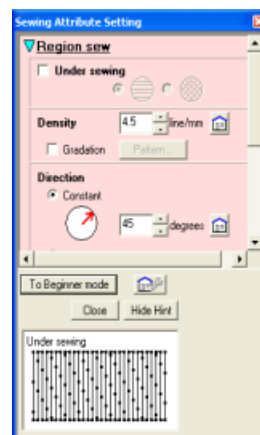 Sewing Attribute Setting
Region sew
Under sewing
Density 4.5 line/mm
Gradation Pattern...
Direction
Constant
45 degrees
To Beginner mode
Close Hide Hint
Under sewing